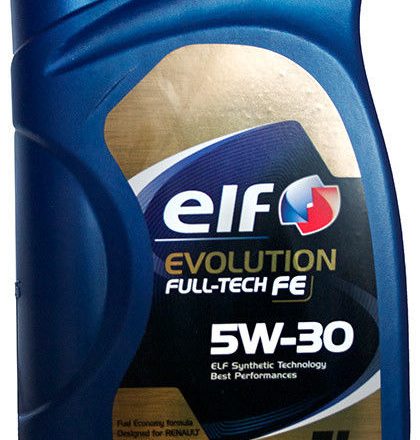 elf
EVOLUTION
FULL-TECH FE
5W-30
ELF Synthetic Technology
Best Performances
Fuel Economy formula
Designed for RENAULT